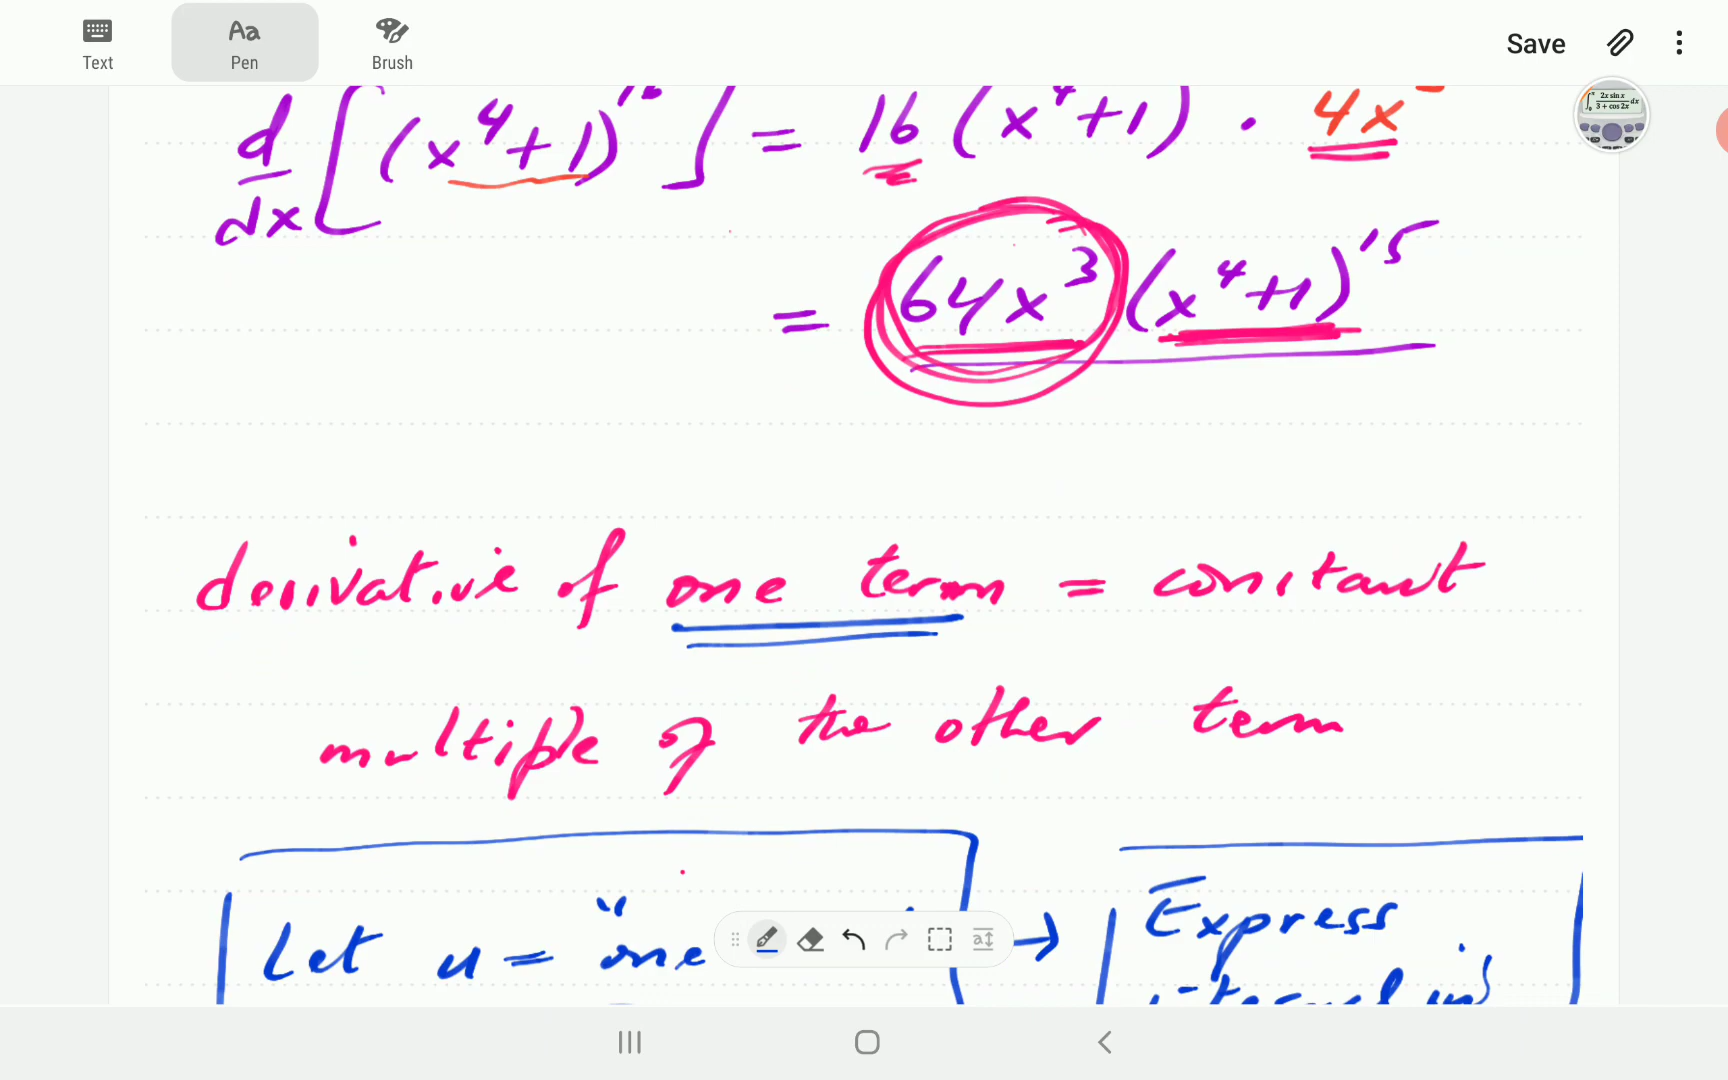 Text Pen Brush Save
Aa
d/dx [(x⁴+1)¹⁶] = 16 (x⁴+1) · 4x
= 64x³ (x⁴+1)¹⁵
derivative of one term = constant
multiple of the other term
Let u = "one → Express